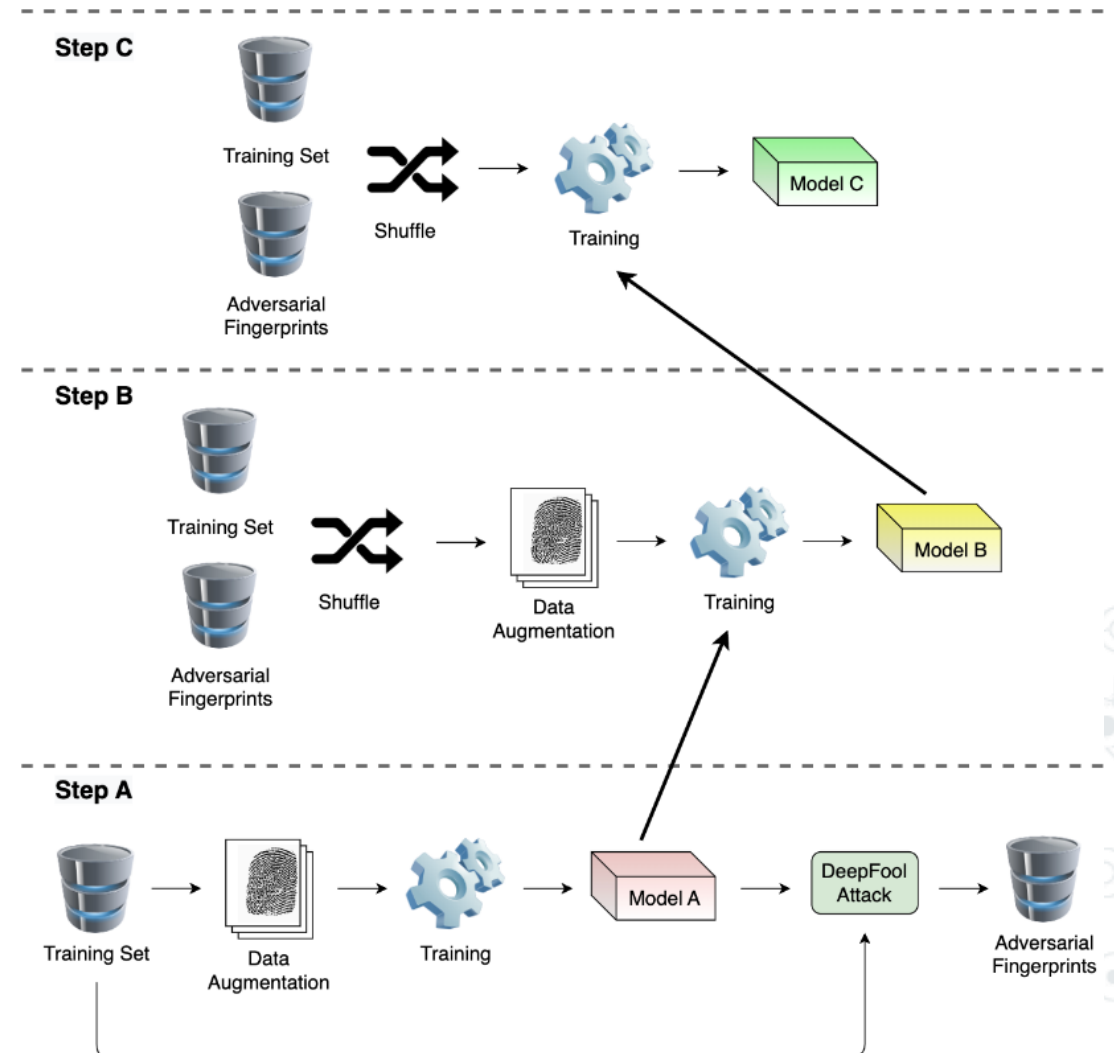 Step C
Training Set
Adversarial
Fingerprints
Shuffle
Training
Model C
Step B
Training Set
Adversarial
Fingerprints
Shuffle
Data
Augmentation
Training
Model B
Step A
Training Set
Data
Augmentation
Training
Model A
DeepFool
Attack
Adversarial
Fingerprints